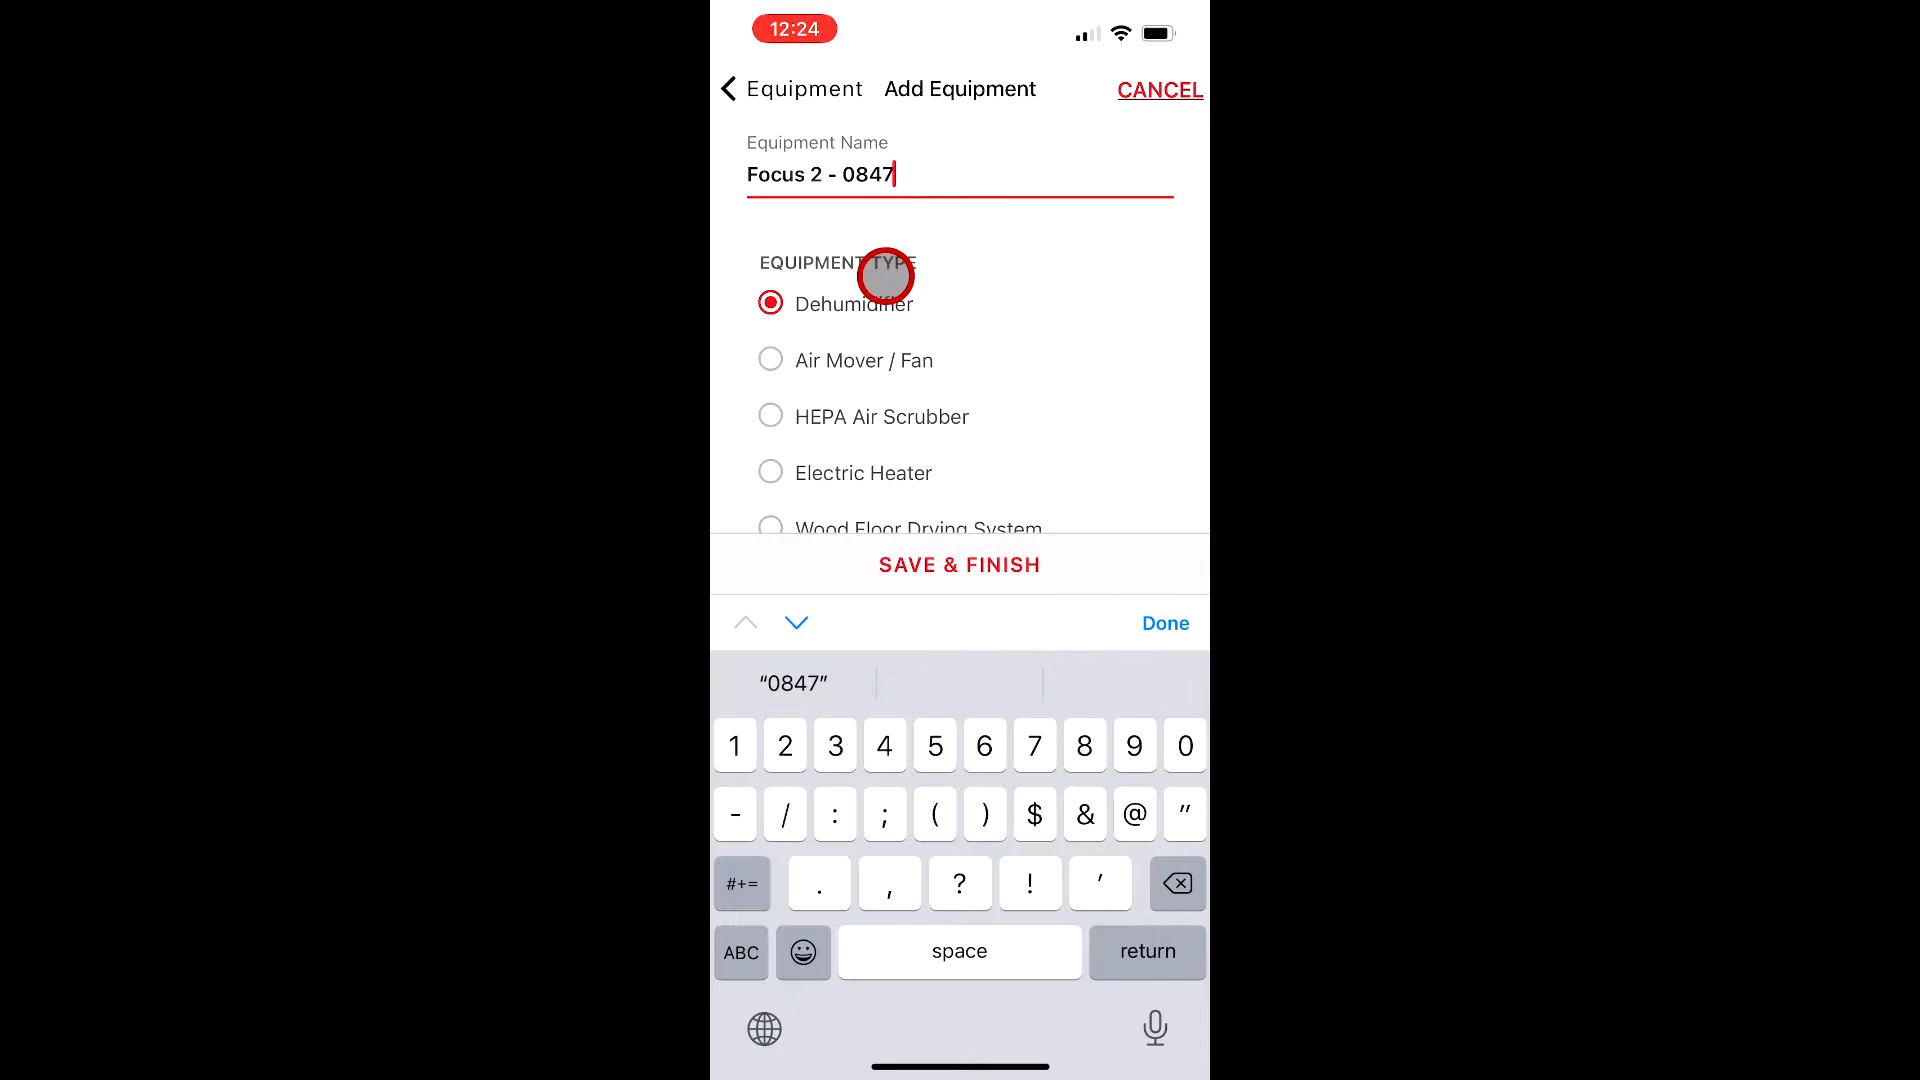 12:24
Equipment Add Equipment CANCEL
Equipment Name
Focus 2 - 0847
EQUIPMENT TYPE
Dehumidifier
Air Mover / Fan
HEPA Air Scrubber
Electric Heater
Wood Floor Drying System
SAVE & FINISH
Done
“0847”
1 2 3 4 5 6 7 8 9 0
- / : ; ( ) $ & @ "
#+= . , ? ! ’
ABC space return